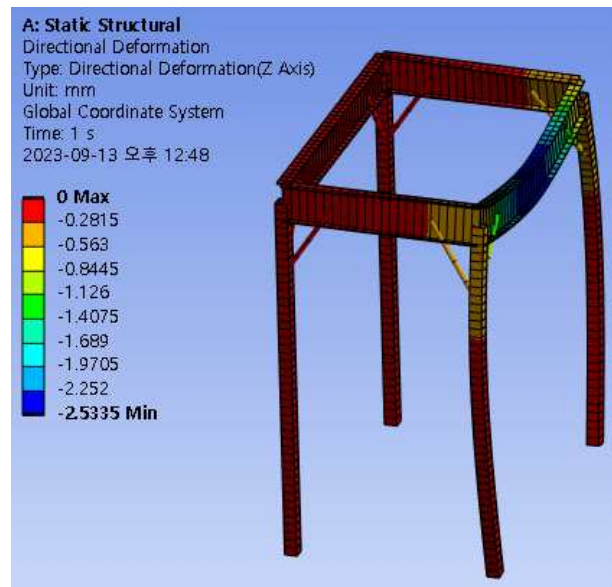 A: Static Structural
Directional Deformation
Type: Directional Deformation(Z Axis)
Unit: mm
Global Coordinate System
Time: 1 s
2023-09-13 오후 12:48
0 Max
-0.2815
-0.563
-0.8445
-1.126
-1.4075
-1.689
-1.9705
-2.252
-2.5335 Min